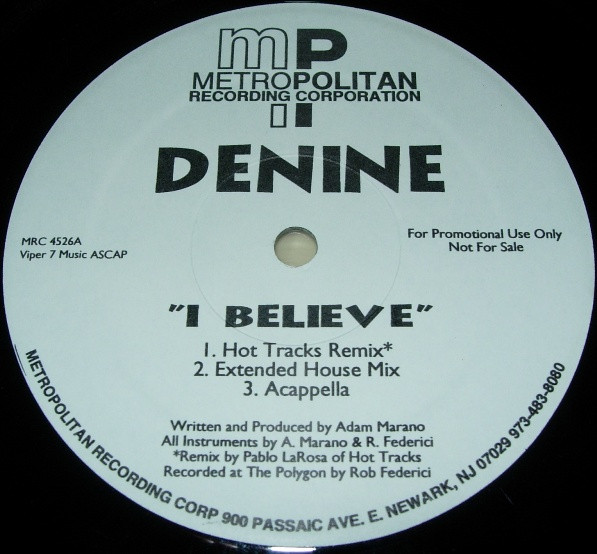 mp
METROPOLITAN
RECORDING CORPORATION
DENINE
MRC 4526A
Viper 7 Music ASCAP
For Promotional Use Only
Not For Sale
"I BELIEVE"
1. Hot Tracks Remix*
2. Extended House Mix
3. Acappella
Written and Produced by Adam Marano
All Instruments by A. Marano & R. Federici
*Remix by Pablo LaRosa of Hot Tracks
Recorded at The Polygon by Rob Federici
METROPOLITAN RECORDING CORP 900 PASSAIC AVE. E. NEWARK, NJ 07029 973-483-8080